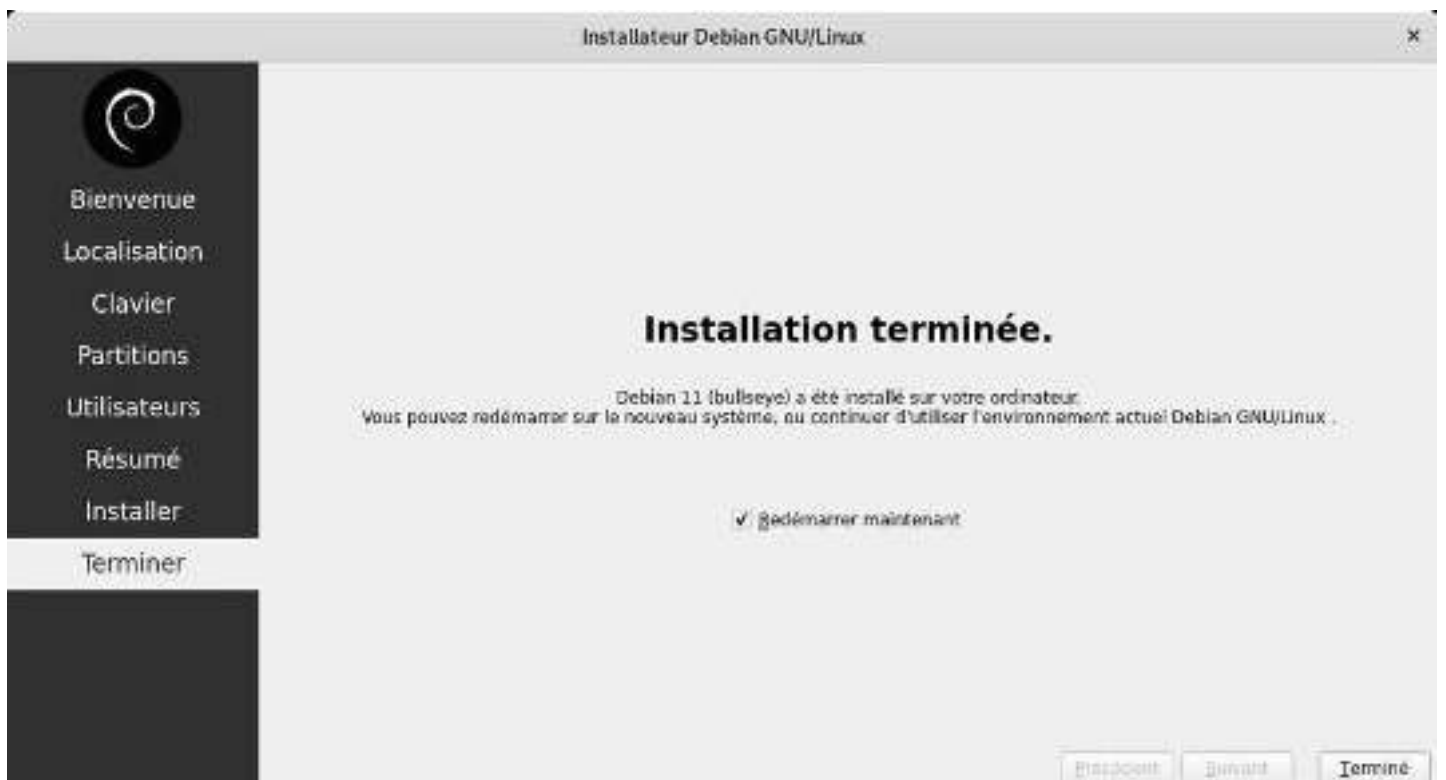 Installateur Debian GNU/Linux
Bienvenue
Localisation
Clavier
Partitions
Utilisateurs
Résumé
Installer
Terminer
Installation terminée.
Debian 11 (bullseye) a été installé sur votre ordinateur.
Vous pouvez redémarrer sur le nouveau système, ou continuer d'utiliser l'environnement actuel Debian GNU/Linux .
Redémarrer maintenant
Précédent
Suivant
Terminé